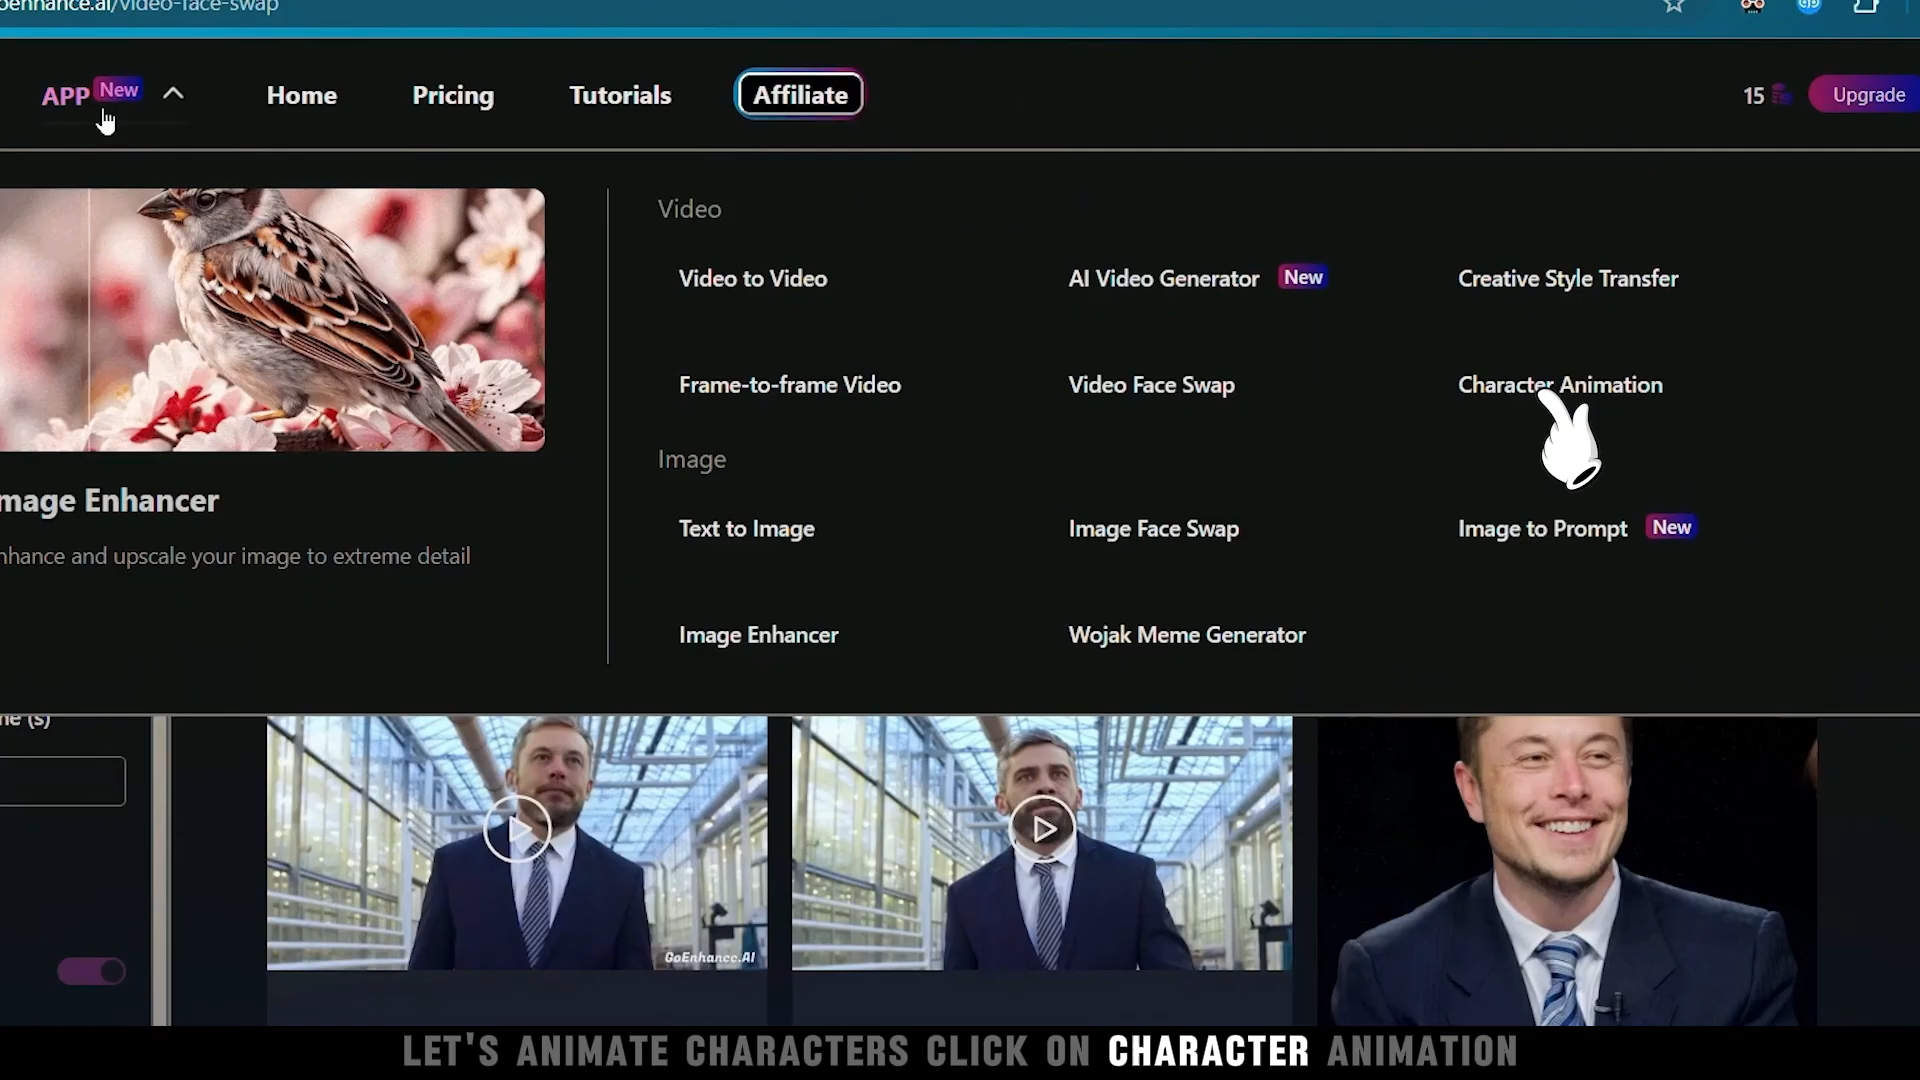 oenhance.ai/video-face-swap
APP New Home Pricing Tutorials Affiliate 15 Upgrade
Video
Video to Video AI Video Generator New Creative Style Transfer
Frame-to-frame Video Video Face Swap Character Animation
Image
mage Enhancer
Text to Image Image Face Swap Image to Prompt New
nhance and upscale your image to extreme detail
Image Enhancer Wojak Meme Generator
me (s)
GoEnhance.AI
LET'S ANIMATE CHARACTERS CLICK ON CHARACTER ANIMATION